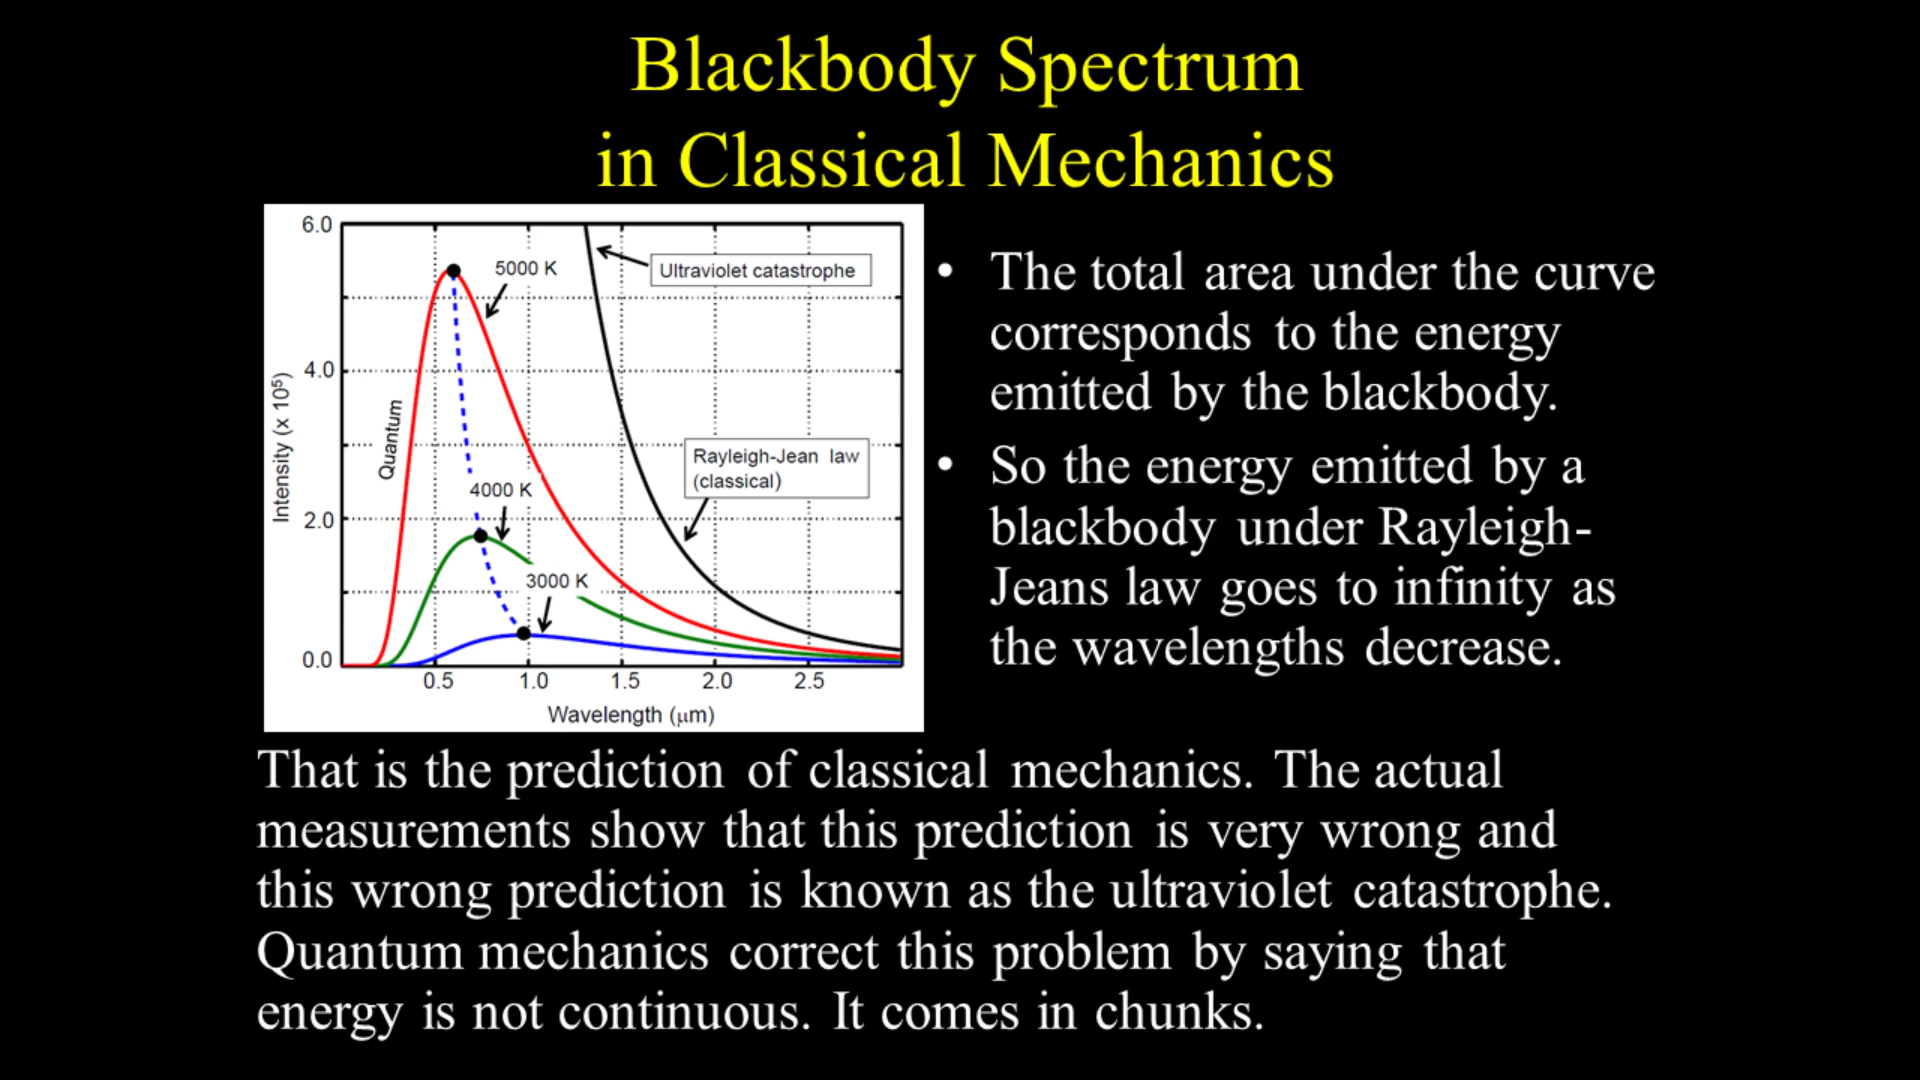 Blackbody Spectrum
in Classical Mechanics
6.0
4.0
2.0
0.0
Intensity (x 10⁵)
Quantum
5000 K
4000 K
3000 K
Ultraviolet catastrophe
Rayleigh-Jean law
(classical)
0.5 1.0 1.5 2.0 2.5
Wavelength (μm)
• The total area under the curve
corresponds to the energy
emitted by the blackbody.
• So the energy emitted by a
blackbody under Rayleigh-
Jeans law goes to infinity as
the wavelengths decrease.
That is the prediction of classical mechanics. The actual
measurements show that this prediction is very wrong and
this wrong prediction is known as the ultraviolet catastrophe.
Quantum mechanics correct this problem by saying that
energy is not continuous. It comes in chunks.